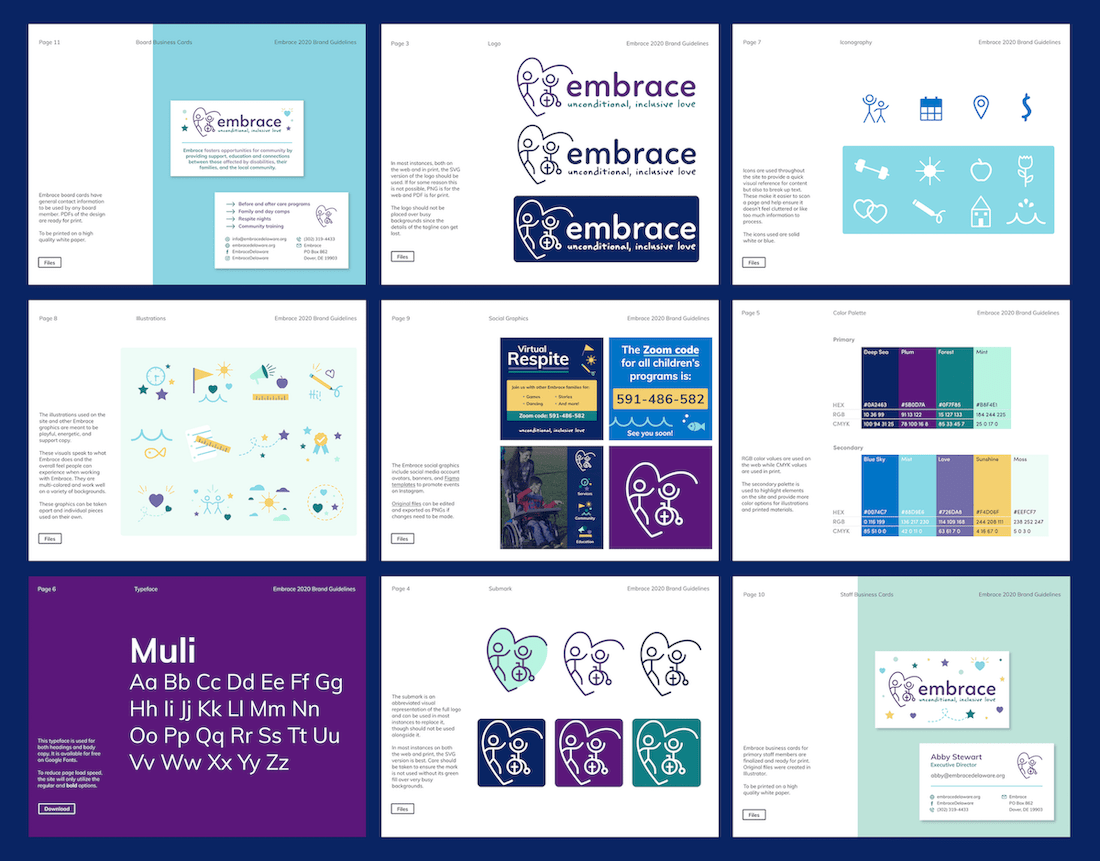 Page 11
Board Business Cards
Embrace 2020 Brand Guidelines
embrace
unconditional, inclusive love
Embrace fosters opportunities for community by
providing support, education and connections
between those affected by disabilities, their
families, and the local community.
Before and after care programs
Family and day camps
Respite nights
Community training
info@embracedelaware.org
embracedelaware.org
EmbraceDelaware
EmbraceDelaware
(302) 319-4433
Embrace
PO Box 862
Dover, DE 19903
Embrace board cards have
general contact information
to be used by any board
member. PDFs of the design
are ready for print.
To be printed on a high
quality white paper.
Files
Page 3
Logo
Embrace 2020 Brand Guidelines
embrace
unconditional, inclusive love
embrace
unconditional, inclusive love
embrace
unconditional, inclusive love
In most instances, both on
the web and in print, the SVG
version of the logo should be
used. If for some reason this
is not possible, PNG is for the
web and PDF is for print.
The logo should not be
placed over busy
backgrounds since the
details of the tagline can get
lost.
Files
Page 7
Iconography
Embrace 2020 Brand Guidelines
Icons are used throughout
the site to provide a quick
visual reference for content
but also to break up text.
These make it easier to scan
a page and help ensure it
doesn't feel cluttered or like
too much information to
process.
The icons used are solid
white or blue.
Files
Page 8
Illustrations
Embrace 2020 Brand Guidelines
Hi!
The illustrations used on the
site and other Embrace
graphics are meant to be
playful, energetic, and
support copy.
These visuals speak to what
Embrace does and the
overall feel people can
experience when working
with Embrace. They are
multi-colored and work well
on a variety of backgrounds.
These graphics can be taken
apart and individual pieces
used on their own.
Files
Page 9
Social Graphics
Embrace 2020 Brand Guidelines
Virtual
Respite
Join us with other Embrace families for:
• Games
• Stories
• Dancing
• And more!
Zoom code: 591-486-582
unconditional, inclusive love
The Zoom code
for all children's
programs is:
591-486-582
See you soon!
Services
Community
Education
The Embrace social graphics
include social media account
avatars, banners, and Figma
templates to promote events
on Instagram.
Original files can be edited
and exported as PNGs if
changes need to be made.
Files
Page 5
Color Palette
Embrace 2020 Brand Guidelines
Primary
Deep Sea Plum Forest Mint
HEX #0A2463 #5B0D7A #0F7F85 #B8F4E1
RGB 10 36 99 91 13 122 15 127 133 184 244 225
CMYK 100 94 31 25 78 100 16 8 85 33 45 7 25 0 17 0
Secondary
Blue Sky Mist Love Sunshine Moss
HEX #0074C7 #726DA8 #F4D06F #EEFCF7
RGB 0 116 199 136 217 230 114 109 168 244 208 111 238 252 247
CMYK 85 51 0 0 43 0 11 0 63 61 7 0 4 16 67 0 5 0 3 0
RGB color values are used on
the web while CMYK values
are used in print.
The secondary palette is
used to highlight elements
on the site and provide more
color options for illustrations
and printed materials.
Page 6
Typeface
Embrace 2020 Brand Guidelines
Muli
Aa Bb Cc Dd Ee Ff Gg
Hh Ii Jj Kk Ll Mm Nn
Oo Pp Qq Rr Ss Tt Uu
Vv Ww Xx Yy Zz
This typeface is used for
both headings and body
copy. It is available for free
on Google Fonts.
To reduce page load speed,
the site will only utilize the
regular and bold options.
Download
Page 4
Submark
Embrace 2020 Brand Guidelines
The submark is an
abbreviated visual
representation of the full logo
and can be used in most
instances to replace it,
though should not be used
alongside it.
In most instances on both
the web and print, the SVG
version is best. Care should
be taken to ensure the mark
is not used without its green
fill over very busy
backgrounds.
Files
Page 10
Staff Business Cards
Embrace 2020 Brand Guidelines
embrace
unconditional, inclusive love
Abby Stewart
Executive Director
abby@embracedelaware.org
embracedelaware.org
EmbraceDelaware
(302) 319-4433
Embrace
PO Box 862
Dover, DE 19903
Embrace business cards for
primary staff members are
finalized and ready for print.
Original files were created in
Illustrator.
To be printed on a high
quality white paper.
Files